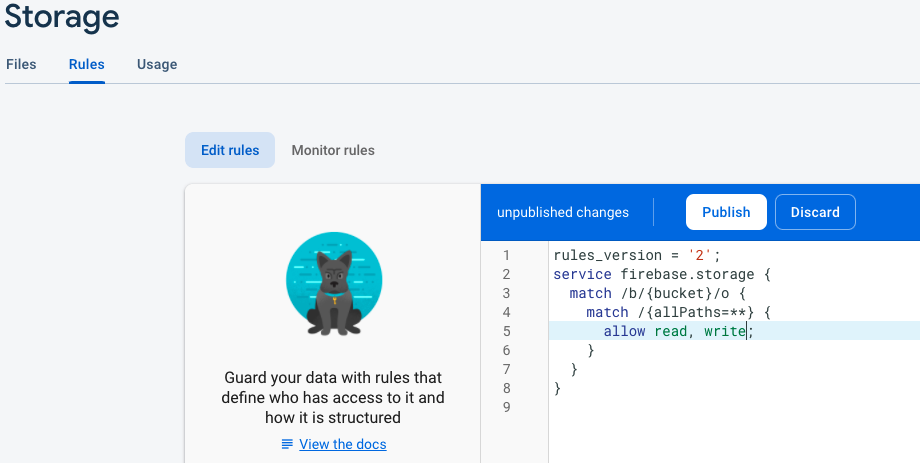 Storage
Files Rules Usage
Edit rules Monitor rules
unpublished changes Publish Discard
1 rules_version = '2';
2 service firebase.storage {
3 match /b/{bucket}/o {
4 match /{allPaths=**} {
5 allow read, write;
6 }
7 }
8 }
9
Guard your data with rules that
define who has access to it and
how it is structured
View the docs